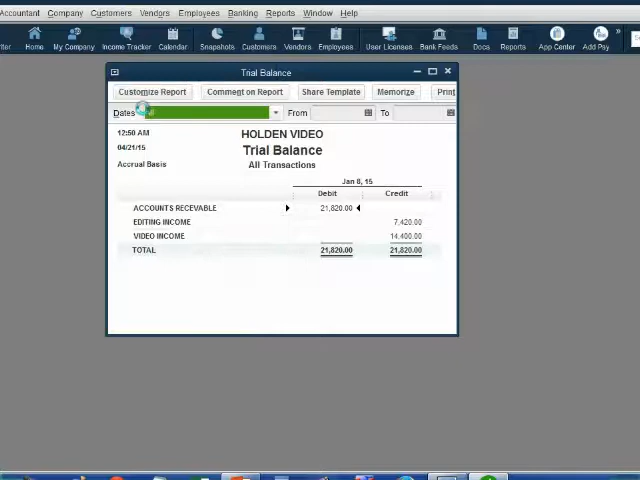 Accountant Company Customers Vendors Employees Banking Reports Window Help
Home My Company Income Tracker Calendar Snapshots Customers Vendors Employees User Licenses Bank Feeds Docs Reports App Center Add Pay
Trial Balance
Customize Report Comment on Report Share Template Memorize Print
Dates From To
12:50 AM
04/21/15
Accrual Basis
HOLDEN VIDEO
Trial Balance
All Transactions
Jan 8, 15
Debit Credit
ACCOUNTS RECEVABLE 21,820.00
EDITING INCOME 7,420.00
VIDEO INCOME 14,400.00
TOTAL 21,820.00 21,820.00